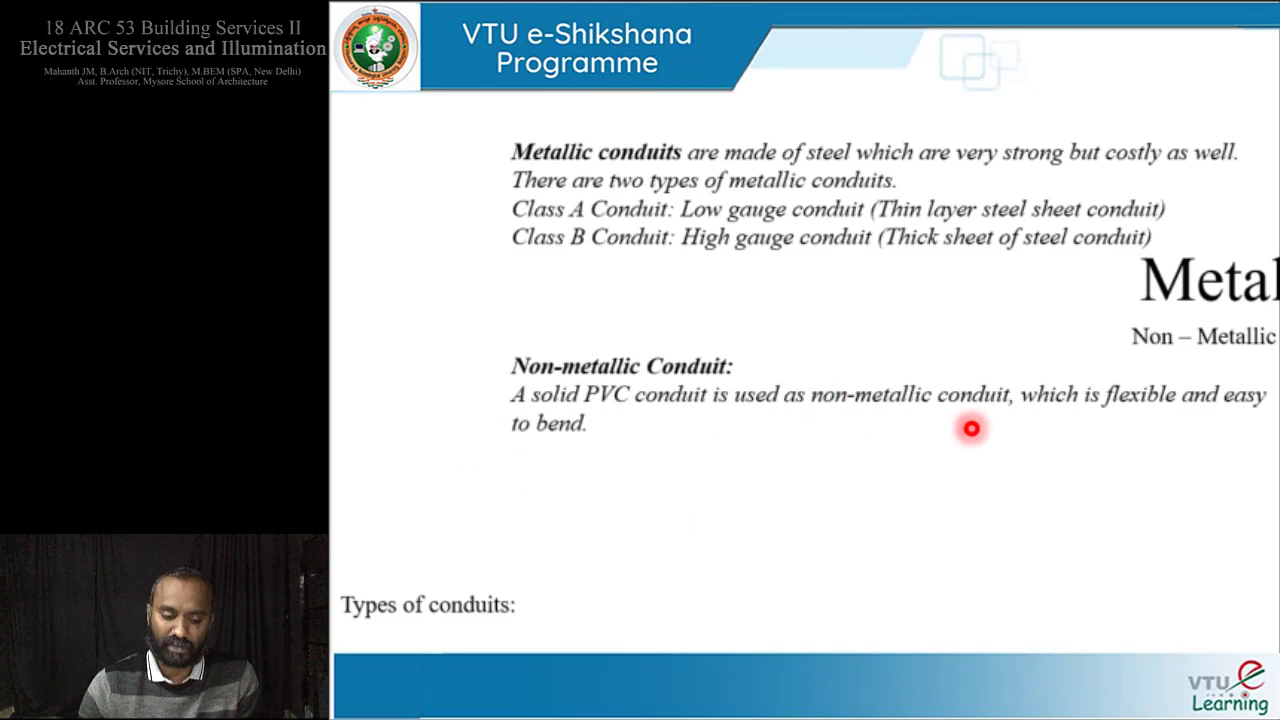 18 ARC 53 Building Services II
Electrical Services and Illumination
Mahanth JM, B.Arch (NIT, Trichy), M.BEM (SPA, New Delhi)
Asst. Professor, Mysore School of Architecture
VTU e-Shikshana
Programme
Metallic conduits are made of steel which are very strong but costly as well.
There are two types of metallic conduits.
Class A Conduit: Low gauge conduit (Thin layer steel sheet conduit)
Class B Conduit: High gauge conduit (Thick sheet of steel conduit)
Metal
Non – Metallic
Non-metallic Conduit:
A solid PVC conduit is used as non-metallic conduit, which is flexible and easy
to bend.
Types of conduits:
VTU e
Learning